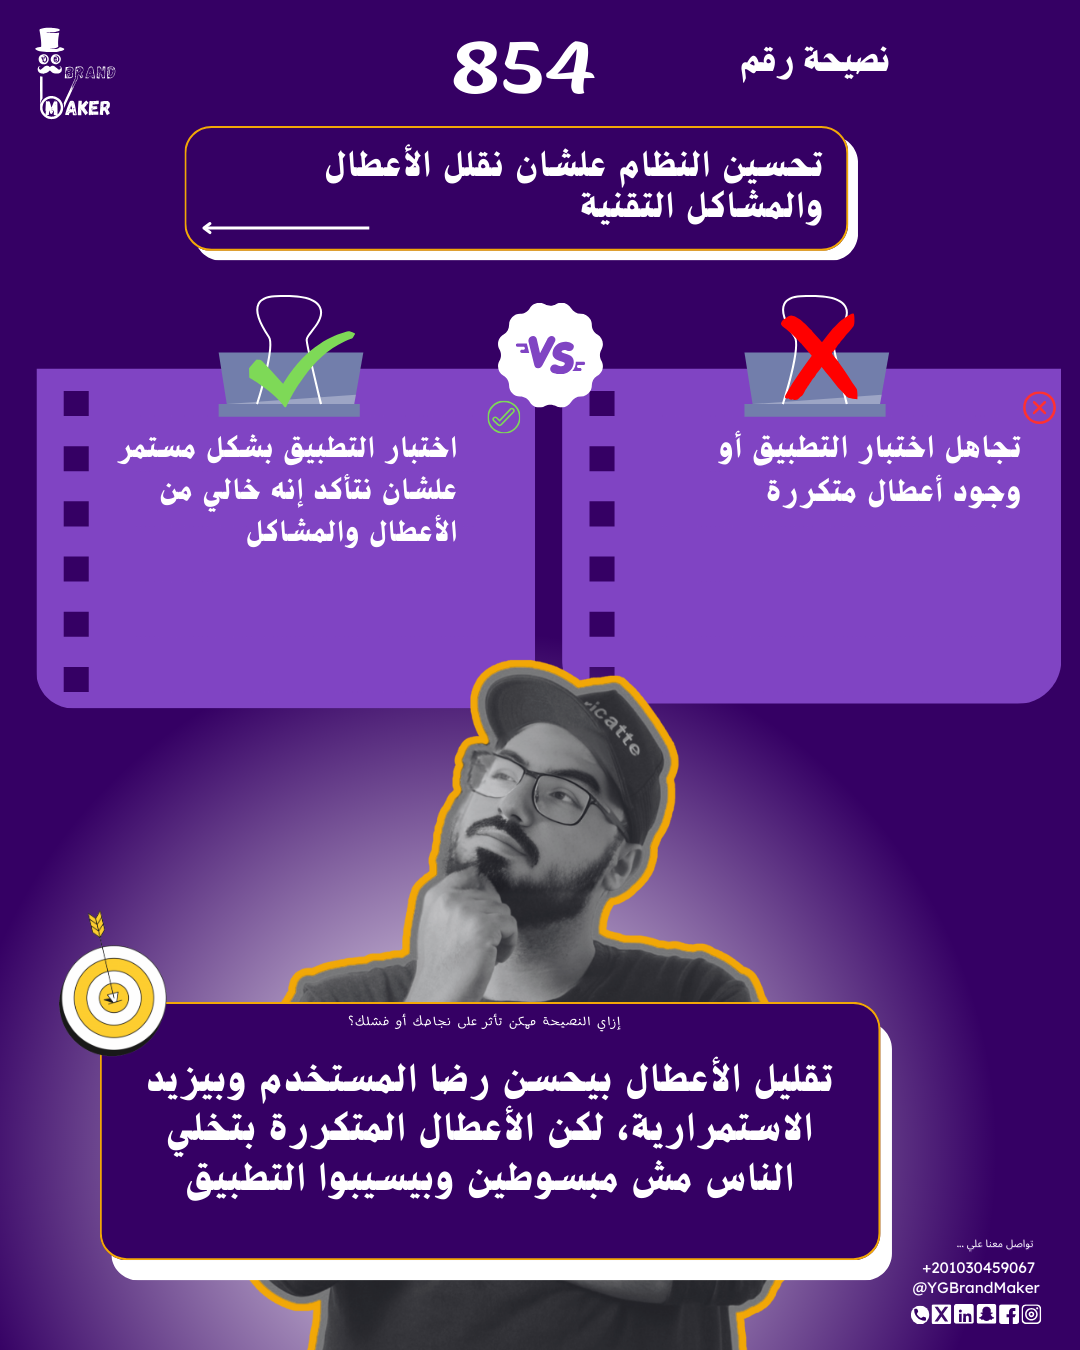 BRAND
MAKER
نصيحة رقم
854
تحسين النظام علشان نقلل الأعطال
والمشاكل التقنية
VS
تجاهل اختبار التطبيق أو
وجود أعطال متكررة
اختبار التطبيق بشكل مستمر
علشان نتأكد إنه خالي من
الأعطال والمشاكل
icatte
إزاي النصيحة ممكن تأثر على نجاحك أو فشلك؟
تقليل الأعطال بيحسن رضا المستخدم وبيزيد
الاستمرارية، لكن الأعطال المتكررة بتخلي
الناس مش مبسوطين وبيسيبوا التطبيق
تواصل معنا علي ...
+201030459067
@YGBrandMaker